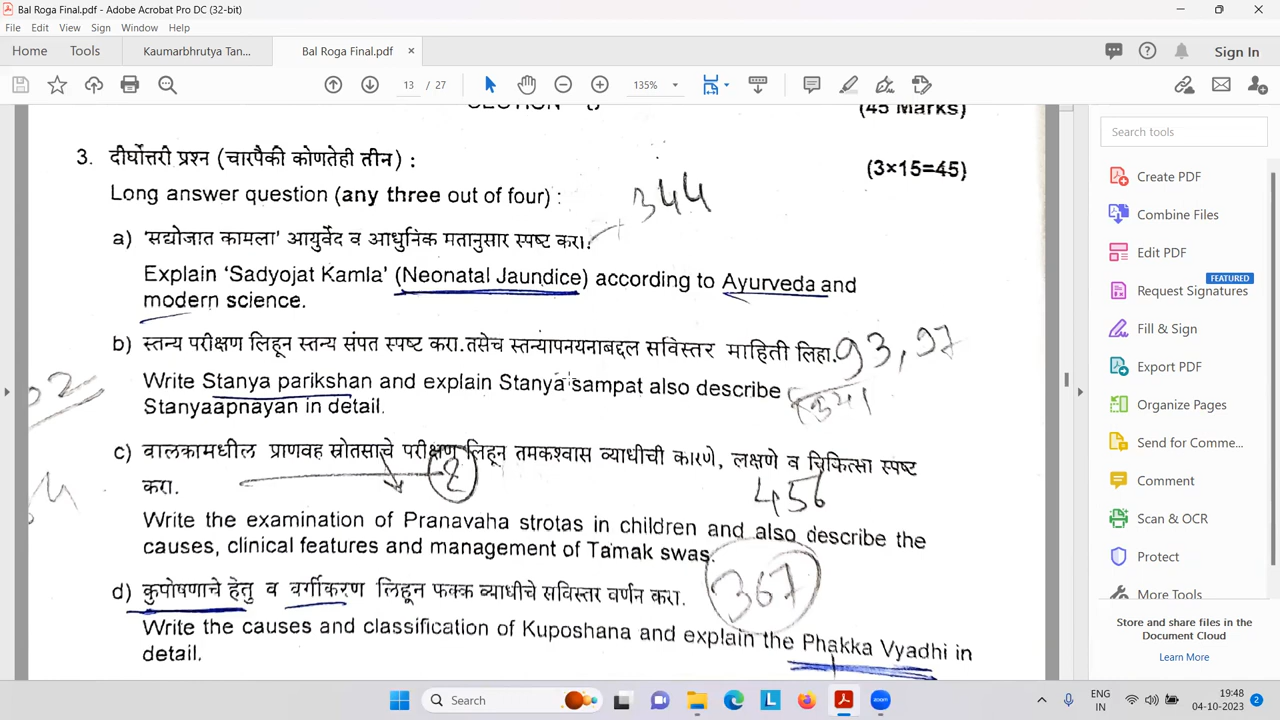 Bal Roga Final.pdf - Adobe Acrobat Pro DC (32-bit)
File Edit View Sign Window Help
Home Tools Kaumarbhrutya Tan... Bal Roga Final.pdf ×
13 / 27 135%
Sign In
(45 Marks)
3. दीर्घोत्तरी प्रश्न (चारपैकी कोणतेही तीन) : (3×15=45)
Long answer question (any three out of four) :
344
a) 'सद्योजात कामला' आयुर्वेद व आधुनिक मतानुसार स्पष्ट करा.
Explain 'Sadyojat Kamla' (Neonatal Jaundice) according to Ayurveda and
modern science.
b) स्तन्य परीक्षण लिहून स्तन्य संपत स्पष्ट करा.तसेच स्तन्यापनयनाबद्दल सविस्तर माहिती लिहा. 93, 97
Write Stanya parikshan and explain Stanya sampat also describe
Stanyaapnayan in detail.
c) वालकामधील प्राणवह स्रोतसाचे परीक्षण लिहून तमकश्वास व्याधीची कारणे, लक्षणे व चिकित्सा स्पष्ट
करा.
456
Write the examination of Pranavaha strotas in children and also describe the
causes, clinical features and management of Tamak swas.
367
d) कुपोषणाचे हेतु व वर्गीकरण लिहून फक्क व्याधीचे सविस्तर वर्णन करा.
Write the causes and classification of Kuposhana and explain the Phakka Vyadhi in
detail.
Search tools
Create PDF
Combine Files
Edit PDF
FEATURED
Request Signatures
Fill & Sign
Export PDF
Organize Pages
Send for Comme...
Comment
Scan & OCR
Protect
More Tools
Store and share files in the
Document Cloud
Learn More
Search
zoom
ENG
IN
19:48
04-10-2023
2